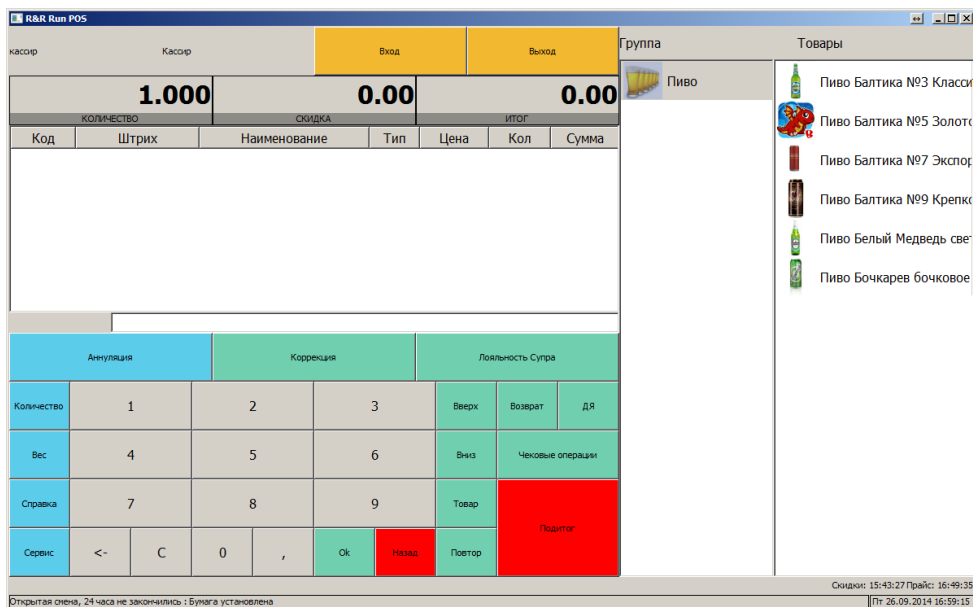 R&R Run POS
кассир Кассир Вход Выход
Группа Товары
1.000 0.00 0.00
КОЛИЧЕСТВО СКИДКА ИТОГ
Код Штрих Наименование Тип Цена Кол Сумма
Пиво
Пиво Балтика №3 Класси
Пиво Балтика №5 Золото
Пиво Балтика №7 Экспор
Пиво Балтика №9 Крепко
Пиво Белый Медведь свет
Пиво Бочкарев бочковое
Аннуляция Коррекция Лояльность Супра
Количество 1 2 3 Вверх Возврат ДЯ
Вес 4 5 6 Вниз Чековые операции
Справка 7 8 9 Товар
Подитог
Сервис <- C 0 , Ok Назад Повтор
Скидки: 15:43:27 Прайс: 16:49:35
Открытая смена, 24 часа не закончились : Бумага установлена Пт 26.09.2014 16:59:15